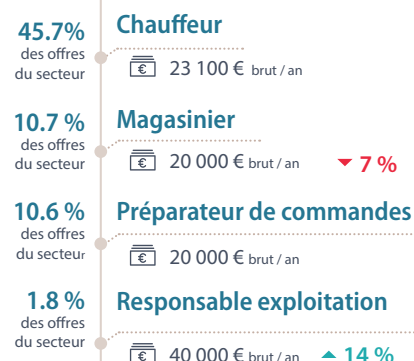 45.7% Chauffeur
des offres
du secteur
€ 23 100 € brut / an
10.7 % Magasinier
des offres
du secteur
€ 20 000 € brut / an 7 %
10.6 % Préparateur de commandes
des offres
du secteur
€ 20 000 € brut / an
1.8 % Responsable exploitation
des offres
du secteur
€ 40 000 € brut / an 14 %